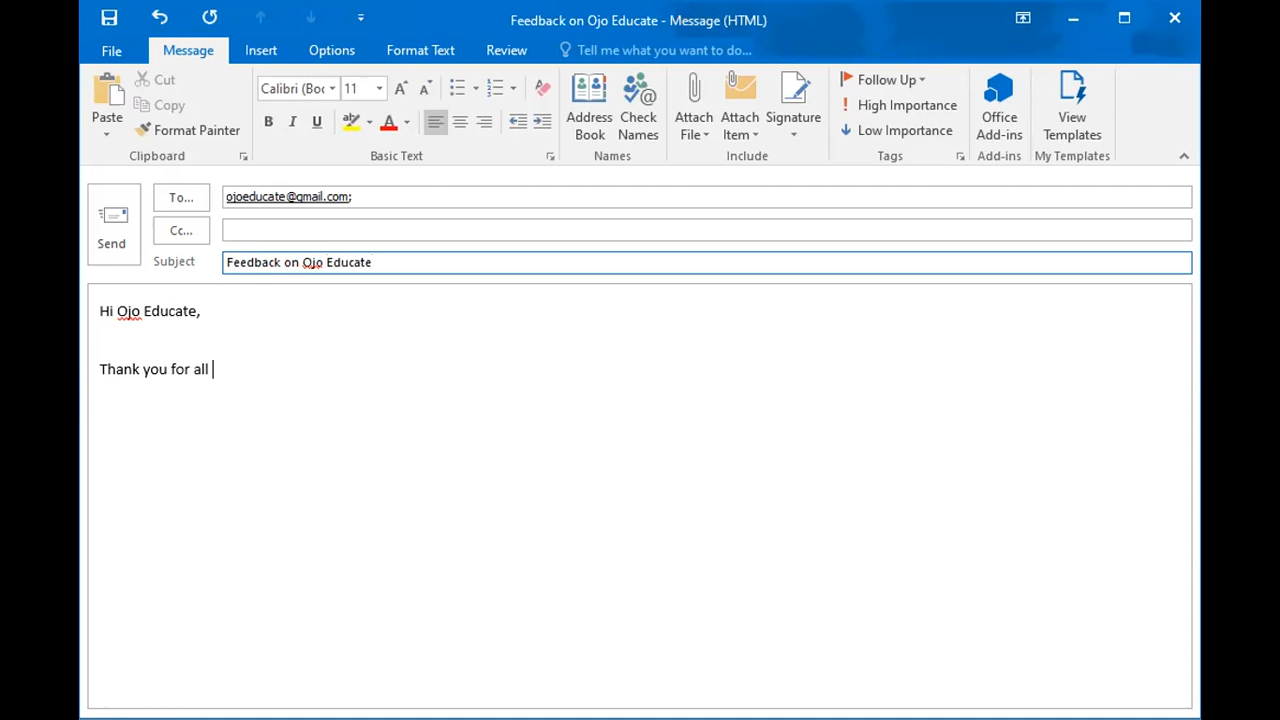 Feedback on Ojo Educate - Message (HTML)
File Message Insert Options Format Text Review Tell me what you want to do...
Paste
Cut
Copy
Format Painter
Clipboard
Calibri (Boc 11
B I U
A
Basic Text
Address Book
Check Names
Names
Attach File
Attach Item
Signature
Include
Follow Up
High Importance
Low Importance
Tags
Office Add-ins
Add-ins
View Templates
My Templates
Send
To... ojoeducate@gmail.com;
Cc...
Subject Feedback on Ojo Educate
Hi Ojo Educate,
Thank you for all